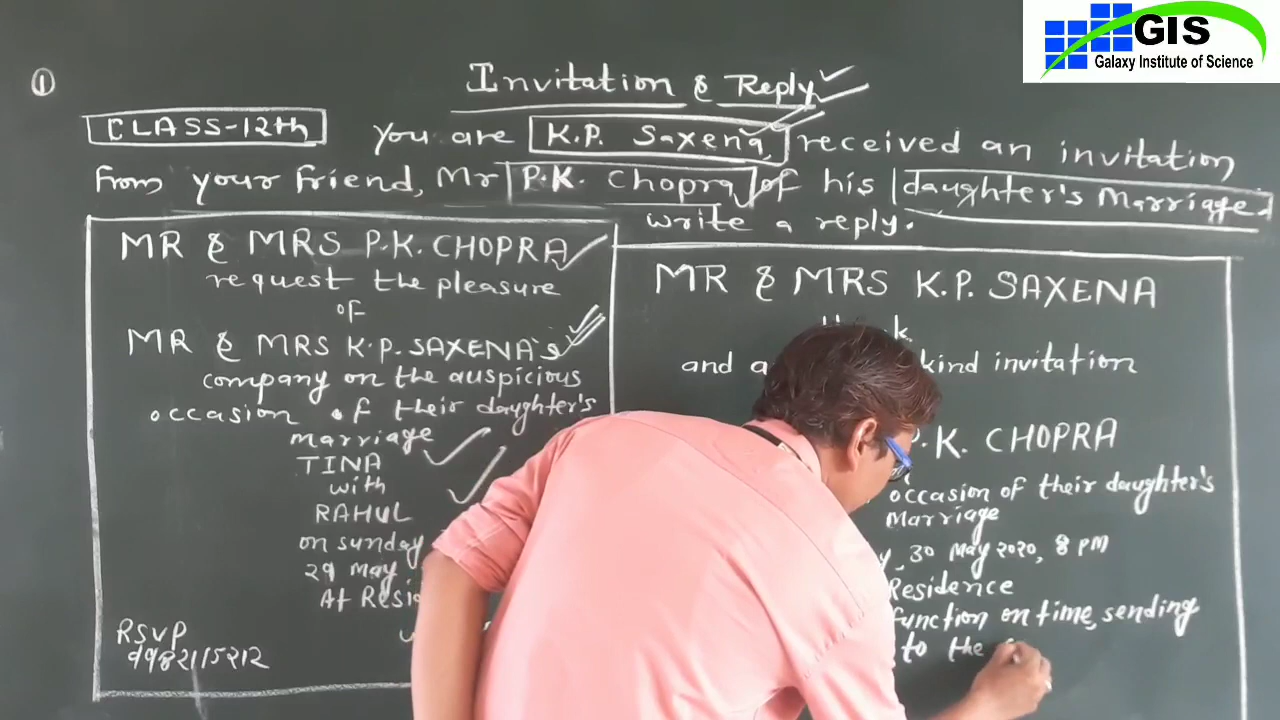 GIS
Galaxy Institute of Science
1
Invitation & Reply
CLASS-12th
You are K.P. Saxena, received an invitation
from your friend, Mr P.K. Chopra of his daughter's Marriage.
write a reply.
MR & MRS P.K. CHOPRA
request the pleasure
of
MR & MRS K.P. SAXENA's
company on the auspicious
occasion of their daughter's
marriage
TINA
with
RAHUL
on sunday
29 May
At
RSVP
9982115212
MR & MRS K.P. SAXENA
and kind invitation
P.K. CHOPRA
occasion of their daughter's
Marriage
30 May 2020, 8 PM
Residence
function on time, sending
to the